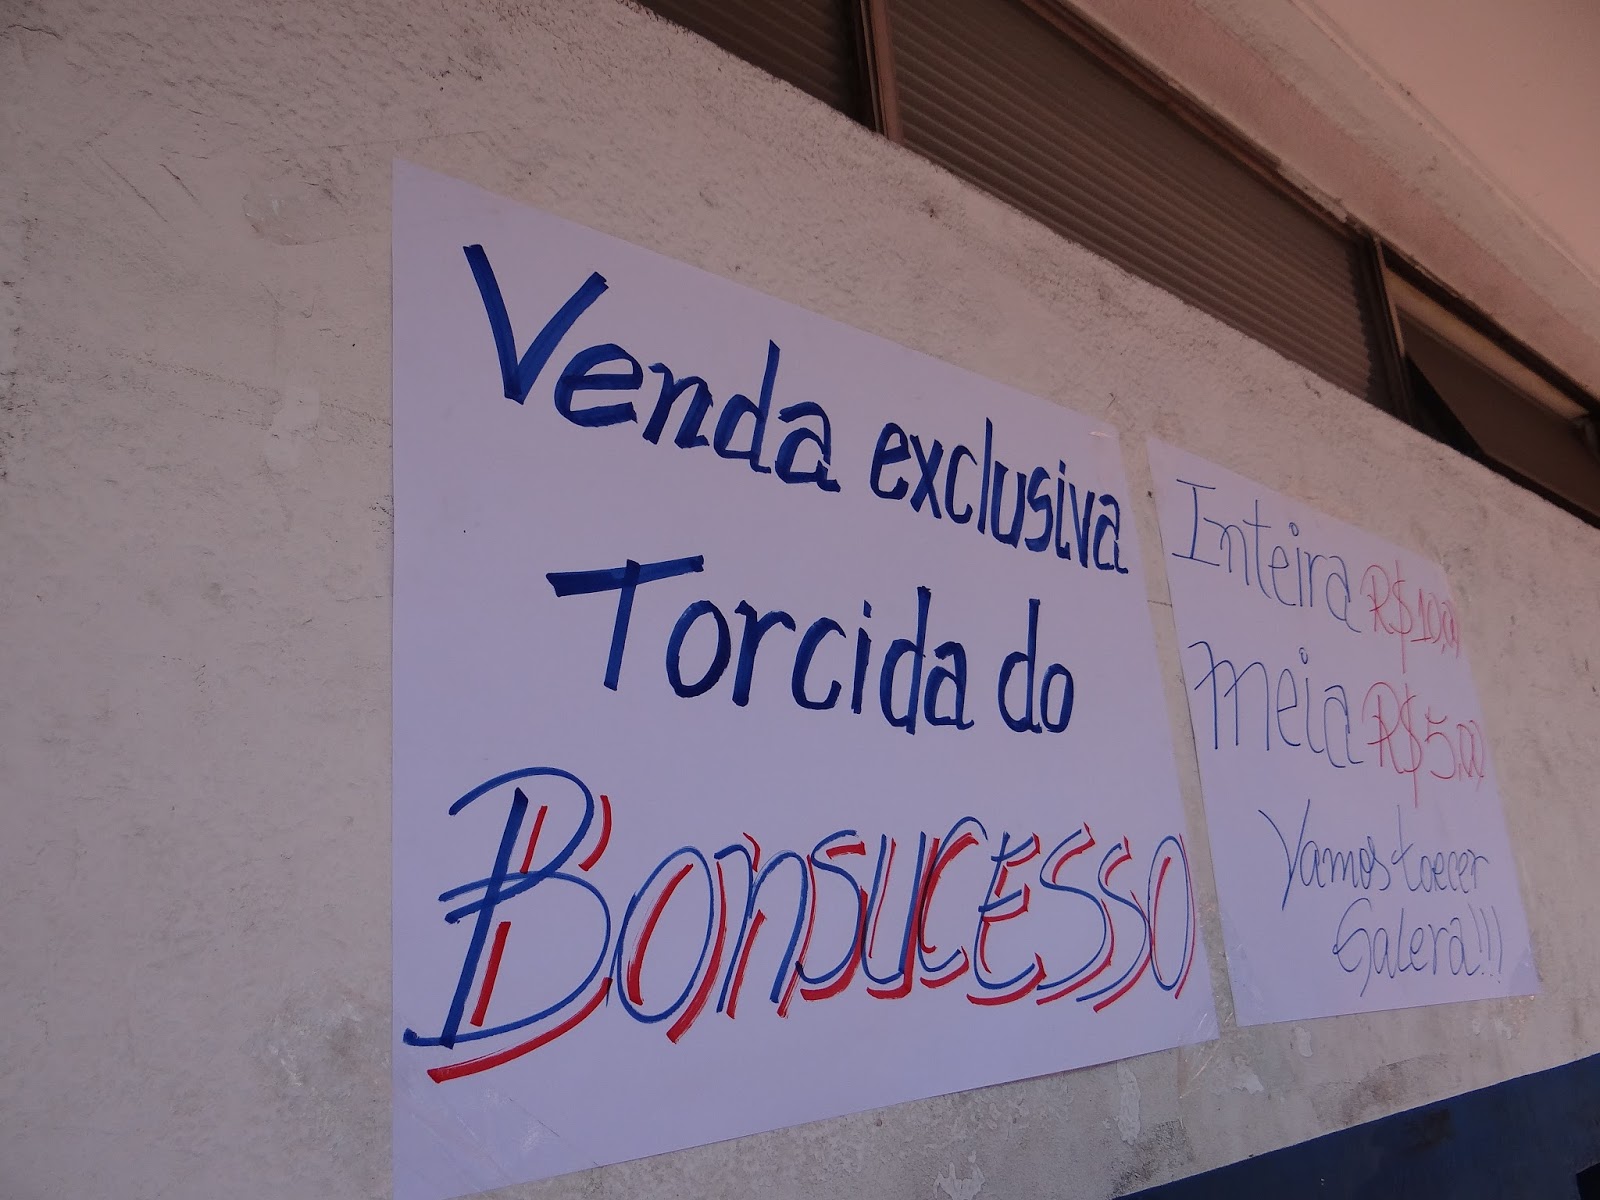 Venda exclusiva
Torcida do
Bonsucesso
Inteira R$10,00
Meia R$5,00
Vamos torcer
Galera!!!